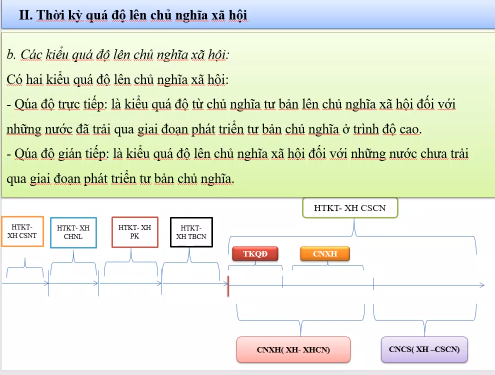 II. Thời kỳ quá độ lên chủ nghĩa xã hội
b. Các kiểu quá độ lên chủ nghĩa xã hội:
Có hai kiểu quá độ lên chủ nghĩa xã hội:
- Qúa độ trực tiếp: là kiểu quá độ từ chủ nghĩa tư bản lên chủ nghĩa xã hội đối với
những nước đã trải qua giai đoạn phát triển tư bản chủ nghĩa ở trình độ cao.
- Qúa độ gián tiếp: là kiểu quá độ lên chủ nghĩa xã hội đối với những nước chưa trải
qua giai đoạn phát triển tư bản chủ nghĩa.
HTKT- XH CSCN
HTKT-
XH CSNT
HTKT- XH
CHNL
HTKT- XH
PK
HTKT-
XH TBCN
TKQĐ
CNXH
CNXH( XH- XHCN)
CNCS( XH –CSCN)